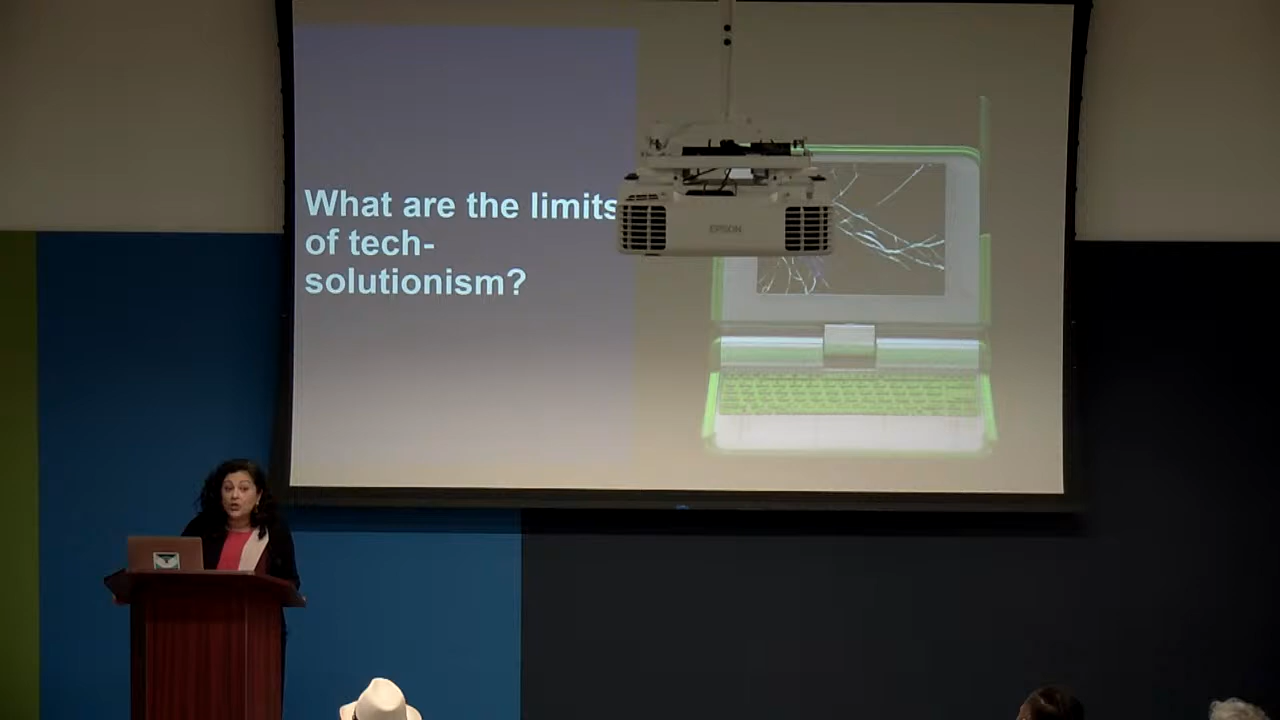 What are the limits
of tech-
solutionism?
EPSON